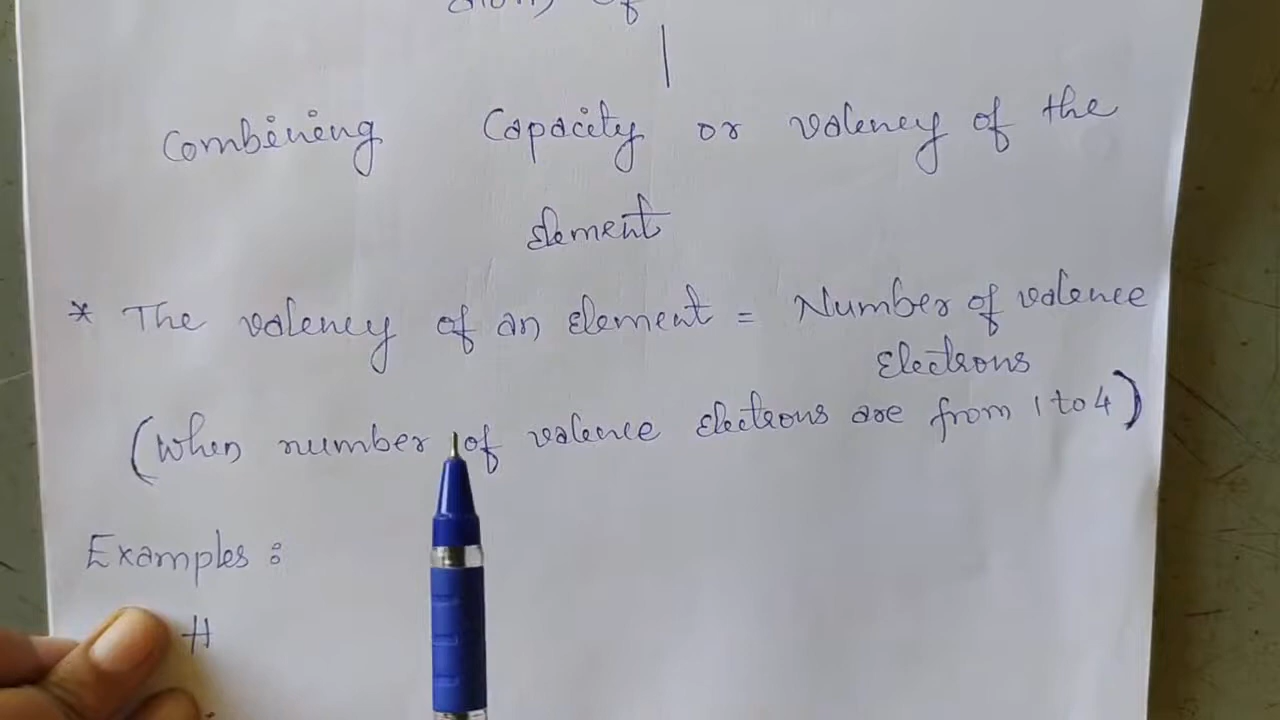 of
Combining Capacity or valency of the
element
* The valency of an element = Number of valence
electrons
(when number of valence electrons are from 1 to 4)
Examples :
H